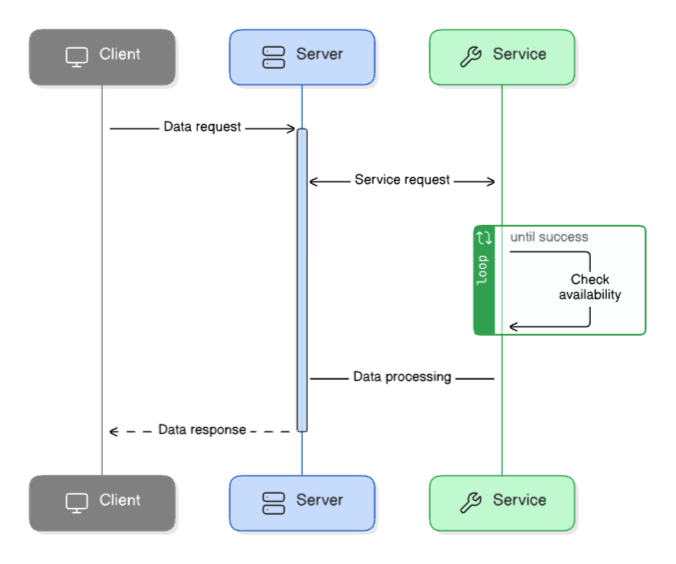 Client
Server
Service
Data request
Service request
until success
loop
Check
availability
Data processing
Data response
Client
Server
Service